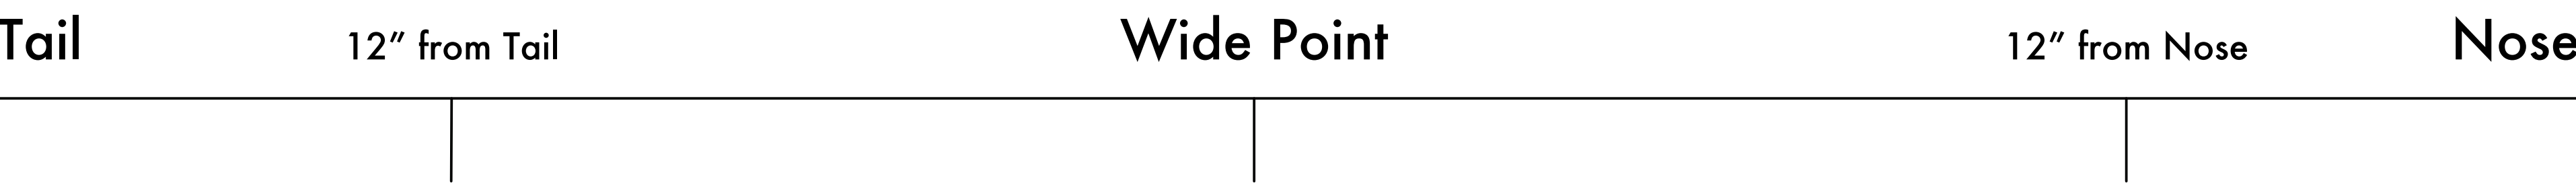 Tail
12″ from Tail
Wide Point
12″ from Nose
Nose